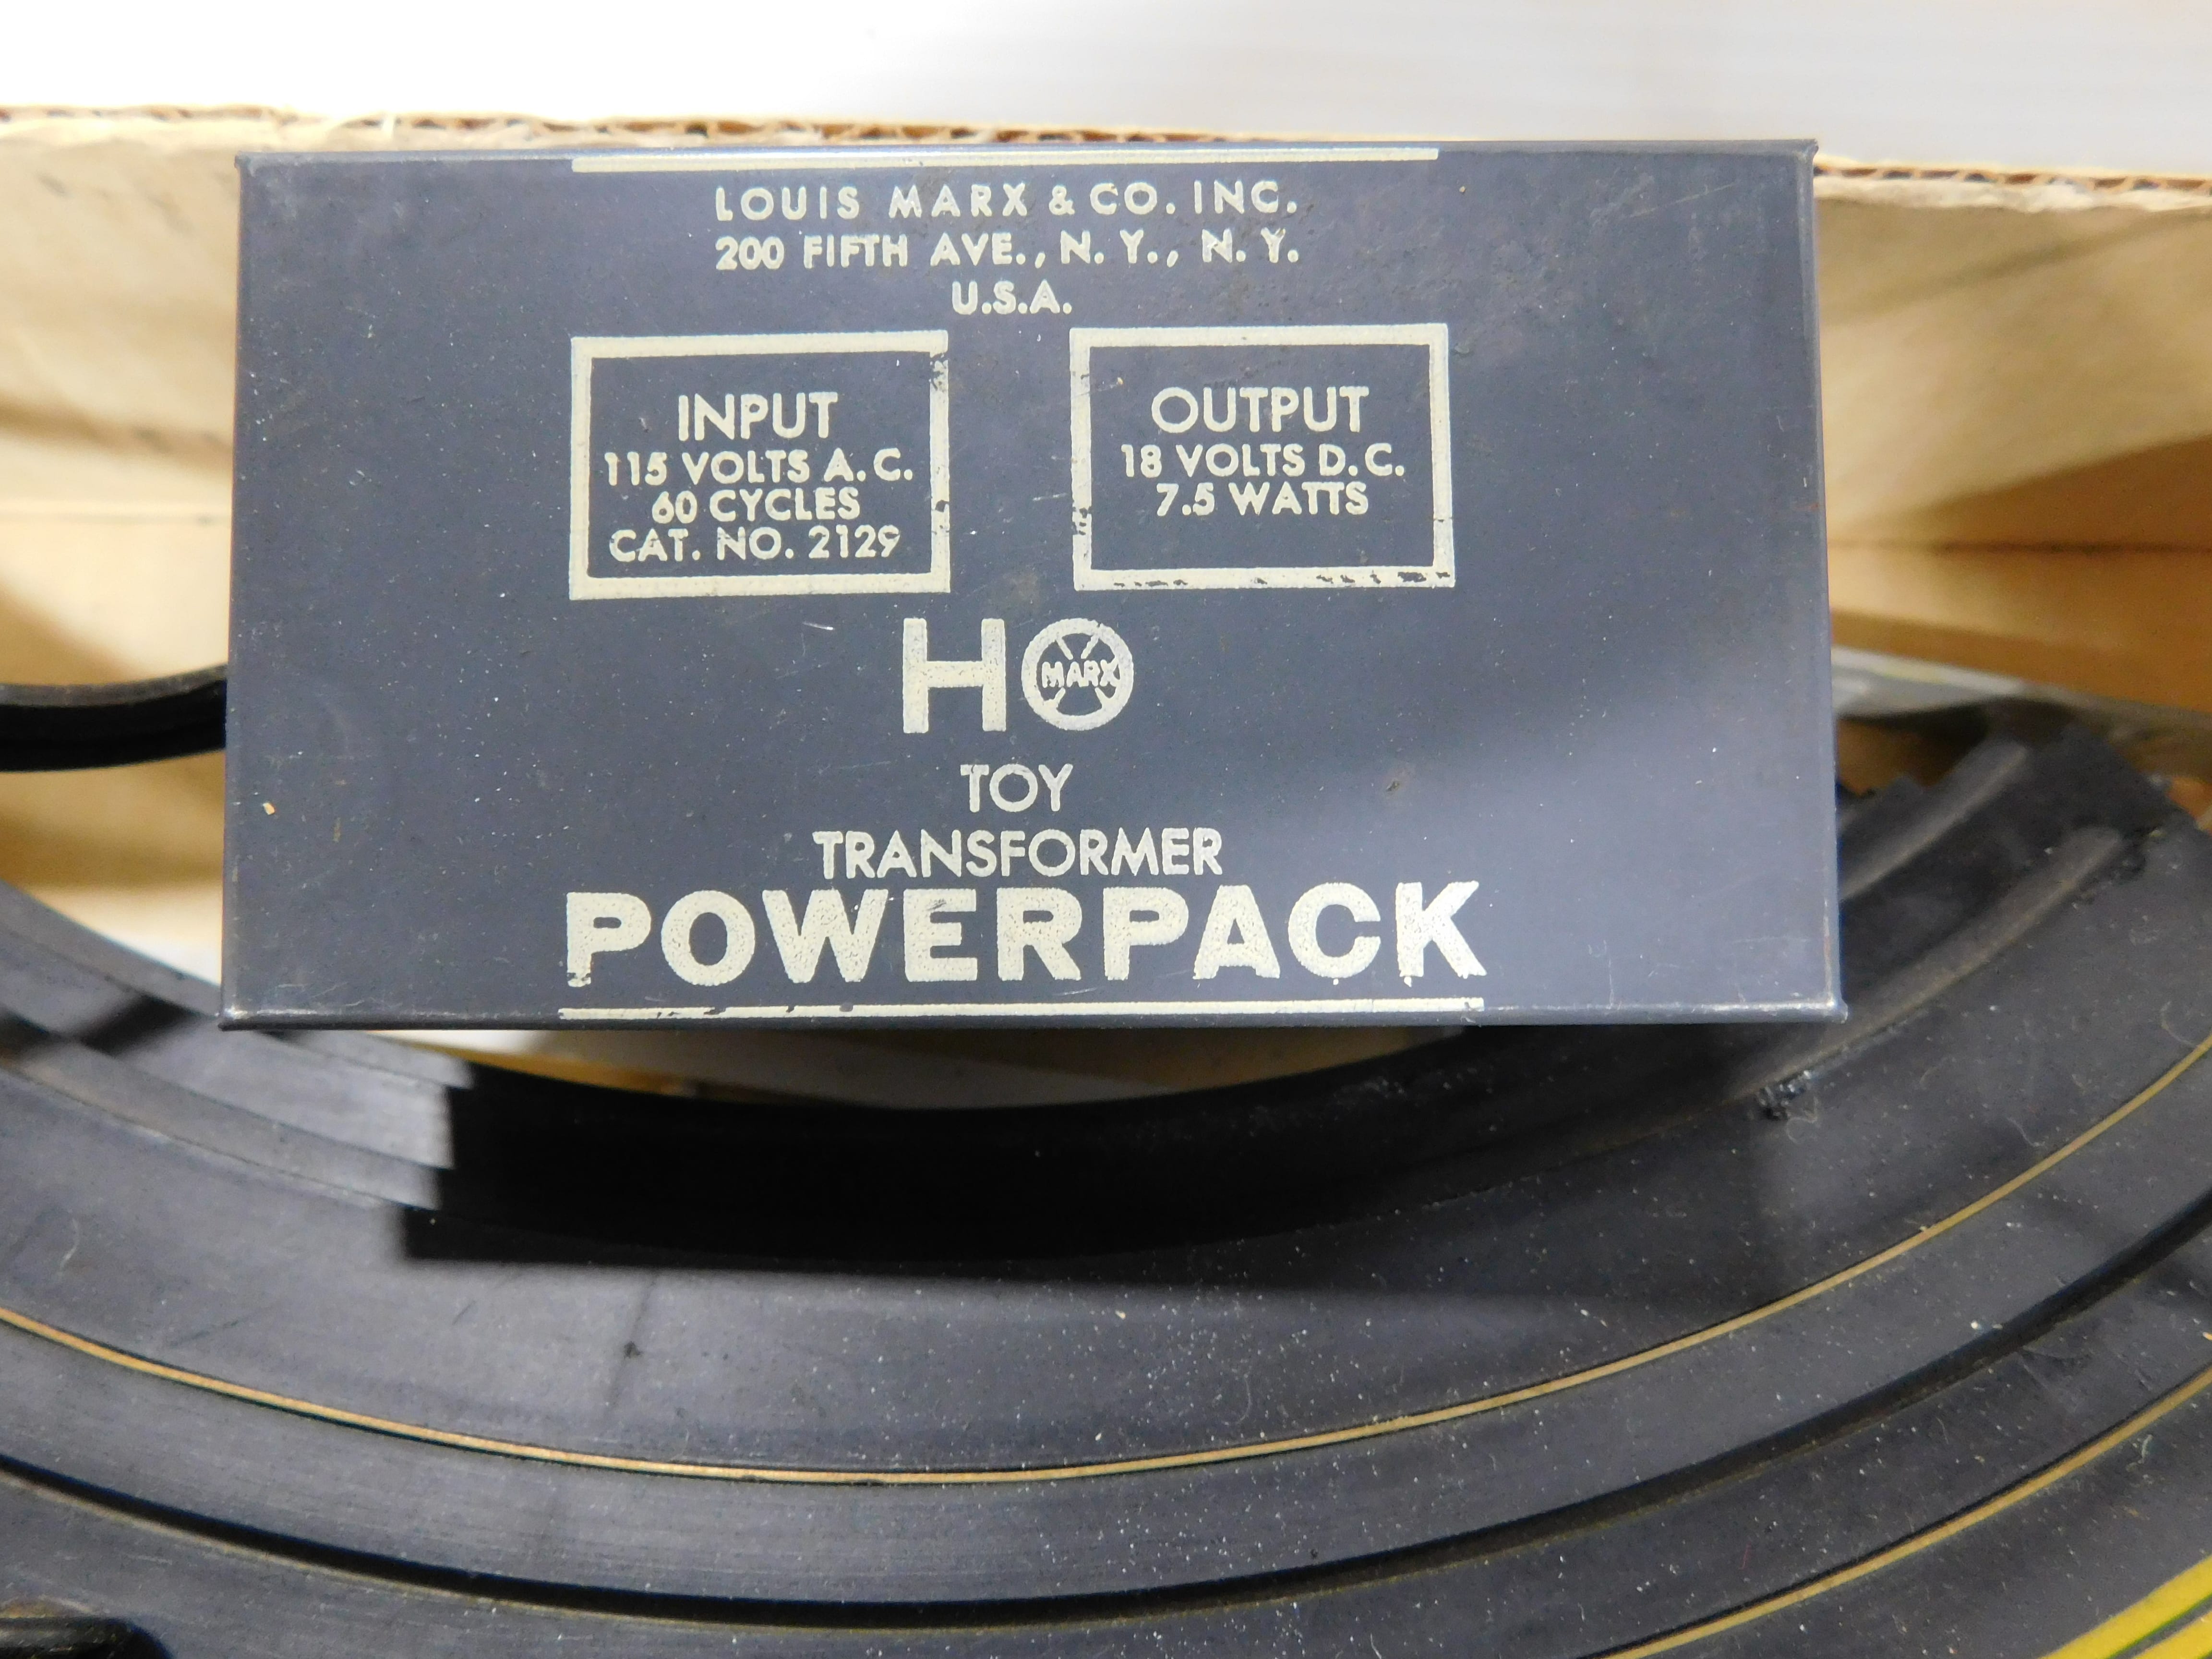 LOUIS MARX & CO. INC.
200 FIFTH AVE., N. Y., N. Y.
U.S.A.
INPUT
115 VOLTS A. C.
60 CYCLES
CAT. NO. 2129
OUTPUT
18 VOLTS D. C.
7.5 WATTS
HO
MARX
TOY
TRANSFORMER
POWERPACK